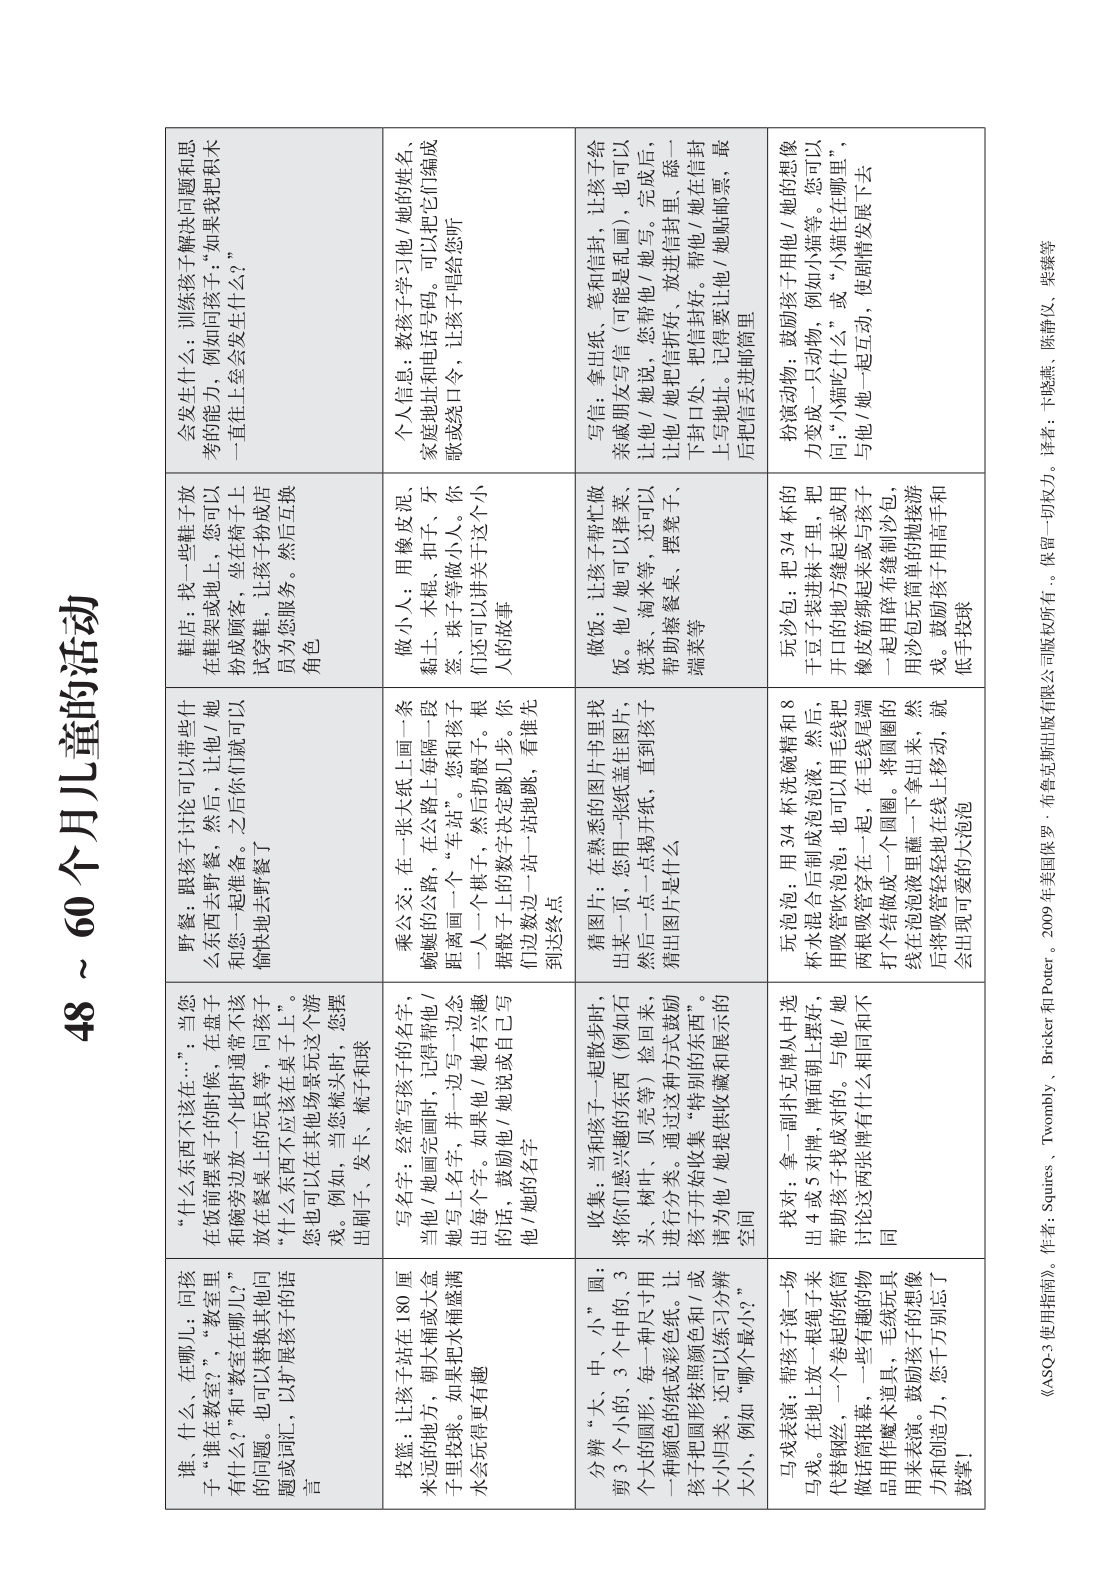 48 ~ 60 个月儿童的活动
谁、什么、在哪儿：问孩
子“谁在教室？”，“教室里
有什么？”和“教室在哪儿？”
的问题。也可以替换其他问
题或词汇，以扩展孩子的语
言
“什么东西不该在…”：当您
在饭前摆桌子的时候，在盘子
和碗旁边放一个此时通常不该
放在餐桌上的玩具等，问孩子
“什么东西不应该在桌子上”。
您也可以在其他场景玩这个游
戏。例如，当您梳头时，您摆
出刷子、发卡、梳子和球
野餐：跟孩子讨论可以带些什
么东西去野餐，然后，让他 / 她
和您一起准备。之后你们就可以
愉快地去野餐了
鞋店：找一些鞋子放
在鞋架或地上，您可以
扮成顾客，坐在椅子上
试穿鞋，让孩子扮成店
员为您服务。然后互换
角色
会发生什么：训练孩子解决问题和思
考的能力，例如问孩子：“如果我把积木
一直往上垒会发生什么？”
投篮：让孩子站在 180 厘
米远的地方，朝大桶或大盒
子里投球。如果把水桶盛满
水会玩得更有趣
写名字：经常写孩子的名字，
当他 / 她画完画时，记得帮他 /
她写上名字，并一边写一边念
出每个字。如果他 / 她有兴趣
的话，鼓励他 / 她说或自己写
他 / 她的名字
乘公交：在一张大纸上画一条
蜿蜒的公路，在公路上每隔一段
距离画一个“车站”。您和孩子
一人一个棋子，然后扔骰子。根
据骰子上的数字决定跳几步。你
们边数边一站一站地跳，看谁先
到达终点
做小人：用橡皮泥、
黏土、木棍、扣子、牙
签、珠子等做小人。你
们还可以讲关于这个小
人的故事
个人信息：教孩子学习他 / 她的姓名、
家庭地址和电话号码。可以把它们编成
歌或绕口令，让孩子唱给您听
分辨“大、中、小”圆：
剪 3 个小的、3 个中的、3
个大的圆形，每一种尺寸用
一种颜色的纸或彩色纸。让
孩子把圆形按照颜色和 / 或
大小归类，还可以练习分辨
大小，例如“哪个最小？”
收集：当和孩子一起散步时，
将你们感兴趣的东西（例如石
头、树叶、贝壳等）捡回来，
进行分类。通过这种方式鼓励
孩子开始收集“特别的东西”。
请为他 / 她提供收藏和展示的
空间
猜图片：在熟悉的图片书里找
出某一页，您用一张纸盖住图片，
然后一点一点揭开纸，直到孩子
猜出图片是什么
做饭：让孩子帮忙做
饭。他 / 她可以择菜、
洗菜、淘米等，还可以
帮助擦餐桌、摆凳子、
端菜等
写信：拿出纸、笔和信封，让孩子给
亲戚朋友写信（可能是乱画），也可以
让他 / 她说，您帮他 / 她写。完成后，
让他 / 她把信折好、放进信封里、舔一
下封口处、把信封好。帮他 / 她在信封
上写地址。记得要让他 / 她贴邮票，最
后把信丢进邮筒里
马戏表演：帮孩子演一场
马戏。在地上放一根绳子来
代替钢丝，一个卷起的纸筒
做话筒报幕，一些有趣的物
品用作魔术道具，毛绒玩具
用来表演。鼓励孩子的想像
力和创造力，您千万别忘了
鼓掌！
找对：拿一副扑克牌从中选
出 4 或 5 对牌，牌面朝上摆好，
帮助孩子找成对的。与他 / 她
讨论这两张牌有什么相同和不
同
玩泡泡：用 3/4 杯洗碗精和 8
杯水混合后制成泡泡液，然后，
用吸管吹泡泡；也可以用毛线把
两根吸管穿在一起，在毛线尾端
打个结做成一个圆圈。将圆圈的
线在泡泡液里蘸一下拿出来，然
后将吸管轻轻地在线上移动，就
会出现可爱的大泡泡
玩沙包：把 3/4 杯的
干豆子装进袜子里，把
开口的地方缝起来或用
橡皮筋绑起来或与孩子
一起用碎布缝制沙包，
用沙包玩简单的抛接游
戏。鼓励孩子用高手和
低手投球
扮演动物：鼓励孩子用他 / 她的想像
力变成一只动物，例如小猫等。您可以
问：“小猫吃什么”或“小猫住在哪里”，
与他 / 她一起互动，使剧情发展下去
《ASQ-3 使用指南》。作者：Squires 、Twombly 、Bricker 和 Potter 。2009 年美国保罗 · 布鲁克斯出版有限公司版权所有 ·。保留一切权力。译者：卞晓燕、陈静仪、柴臻等